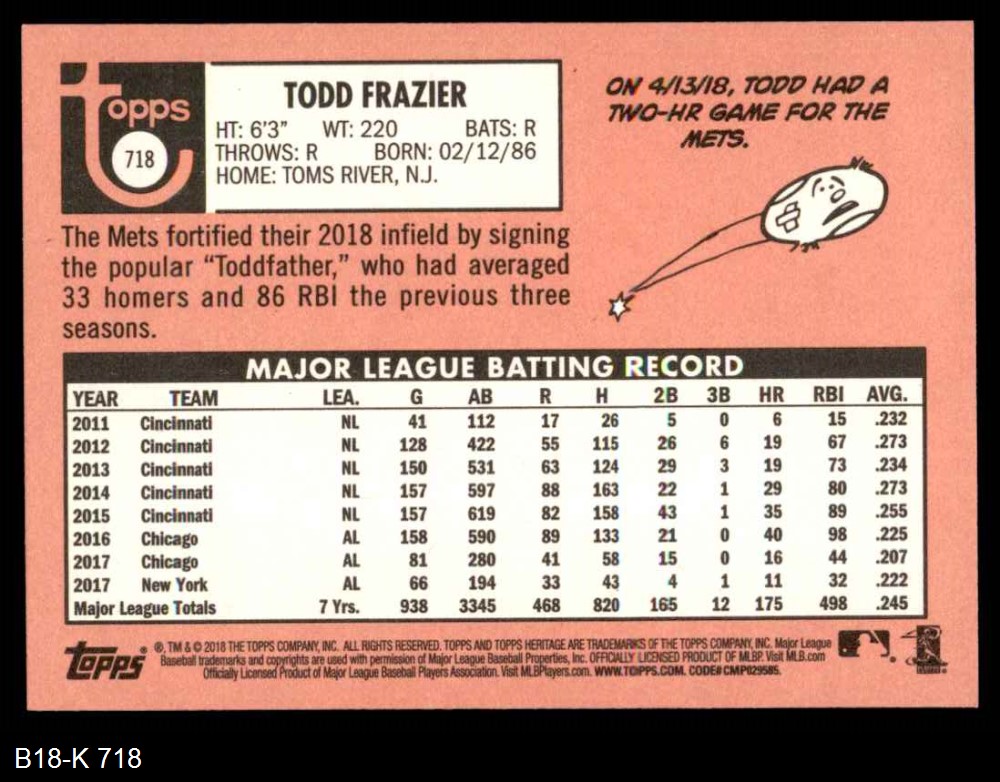 Topps
718
TODD FRAZIER
HT: 6'3" WT: 220 BATS: R
THROWS: R BORN: 02/12/86
HOME: TOMS RIVER, N.J.
ON 4/13/18, TODD HAD A
TWO-HR GAME FOR THE
METS.
The Mets fortified their 2018 infield by signing
the popular “Toddfather,” who had averaged
33 homers and 86 RBI the previous three
seasons.
MAJOR LEAGUE BATTING RECORD
YEAR TEAM LEA. G AB R H 2B 3B HR RBI AVG.
2011 Cincinnati NL 41 112 17 26 5 0 6 15 .232
2012 Cincinnati NL 128 422 55 115 26 6 19 67 .273
2013 Cincinnati NL 150 531 63 124 29 3 19 73 .234
2014 Cincinnati NL 157 597 88 163 22 1 29 80 .273
2015 Cincinnati NL 157 619 82 158 43 1 35 89 .255
2016 Chicago AL 158 590 89 133 21 0 40 98 .225
2017 Chicago AL 81 280 41 58 15 0 16 44 .207
2017 New York AL 66 194 33 43 4 1 11 32 .222
Major League Totals 7 Yrs. 938 3345 468 820 165 12 175 498 .245
Topps ®, TM & © 2018 THE TOPPS COMPANY, INC. ALL RIGHTS RESERVED. TOPPS AND TOPPS HERITAGE ARE TRADEMARKS OF THE TOPPS COMPANY, INC. Major League
Baseball trademarks and copyrights are used with permission of Major League Baseball Properties, Inc. OFFICIALLY LICENSED PRODUCT OF MLBP. Visit MLB.com
Officially Licensed Product of Major League Baseball Players Association. Visit MLBPlayers.com. WWW.TOPPS.COM. CODE# CMP029585.
B18-K 718